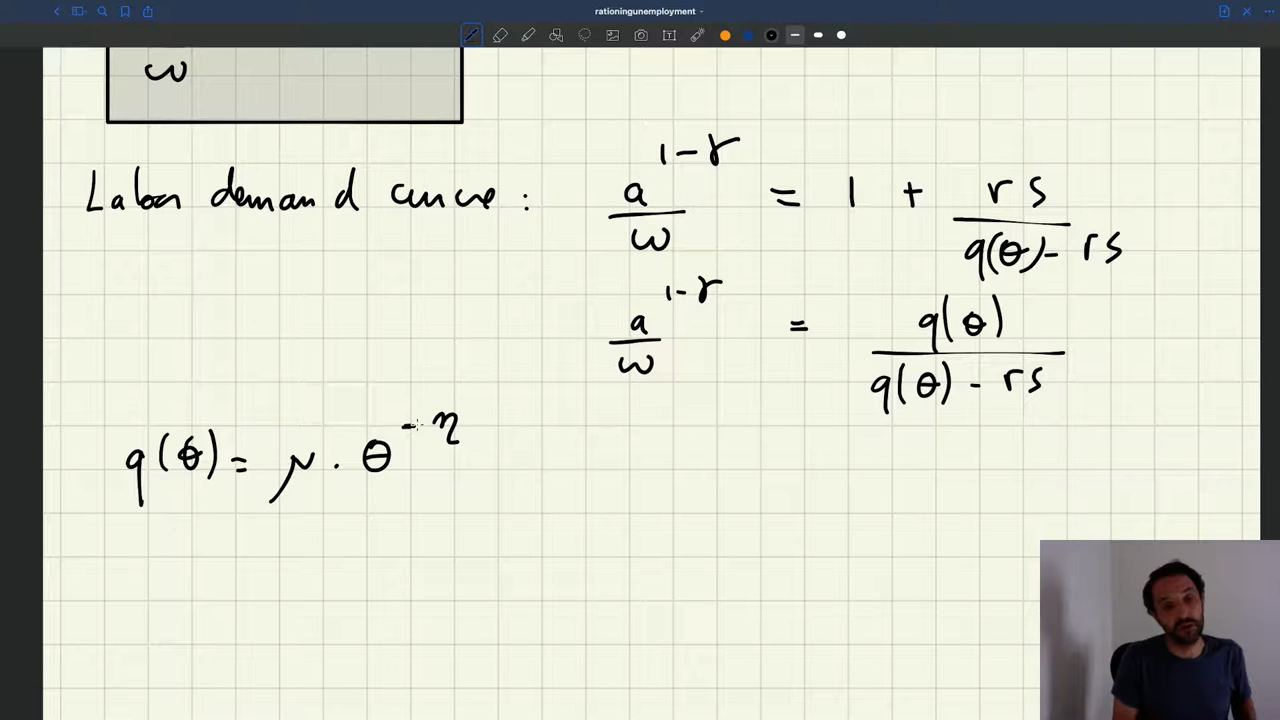 rationingunemployment
ω
Labor demand curve : a^{1-γ} / ω = 1 + rs / (q(θ) - rs)
a^{1-γ} / ω = q(θ) / (q(θ) - rs)
q(θ) = μ · θ^{-η}